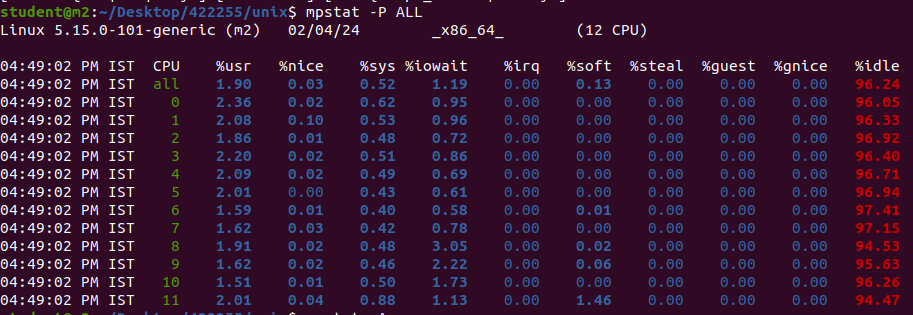 student@m2:~/Desktop/422255/unix$ mpstat -P ALL
Linux 5.15.0-101-generic (m2) 02/04/24 _x86_64_ (12 CPU)
04:49:02 PM IST CPU %usr %nice %sys %iowait %irq %soft %steal %guest %gnice %idle
04:49:02 PM IST all 1.90 0.03 0.52 1.19 0.00 0.13 0.00 0.00 0.00 96.24
04:49:02 PM IST 0 2.36 0.02 0.62 0.95 0.00 0.00 0.00 0.00 0.00 96.05
04:49:02 PM IST 1 2.08 0.10 0.53 0.96 0.00 0.00 0.00 0.00 0.00 96.33
04:49:02 PM IST 2 1.86 0.01 0.48 0.72 0.00 0.00 0.00 0.00 0.00 96.92
04:49:02 PM IST 3 2.20 0.02 0.51 0.86 0.00 0.00 0.00 0.00 0.00 96.40
04:49:02 PM IST 4 2.09 0.02 0.49 0.69 0.00 0.00 0.00 0.00 0.00 96.71
04:49:02 PM IST 5 2.01 0.00 0.43 0.61 0.00 0.00 0.00 0.00 0.00 96.94
04:49:02 PM IST 6 1.59 0.01 0.40 0.58 0.00 0.01 0.00 0.00 0.00 97.41
04:49:02 PM IST 7 1.62 0.03 0.42 0.78 0.00 0.00 0.00 0.00 0.00 97.15
04:49:02 PM IST 8 1.91 0.02 0.48 3.05 0.00 0.02 0.00 0.00 0.00 94.53
04:49:02 PM IST 9 1.62 0.02 0.46 2.22 0.00 0.06 0.00 0.00 0.00 95.63
04:49:02 PM IST 10 1.51 0.01 0.50 1.73 0.00 0.00 0.00 0.00 0.00 96.26
04:49:02 PM IST 11 2.01 0.04 0.88 1.13 0.00 1.46 0.00 0.00 0.00 94.47